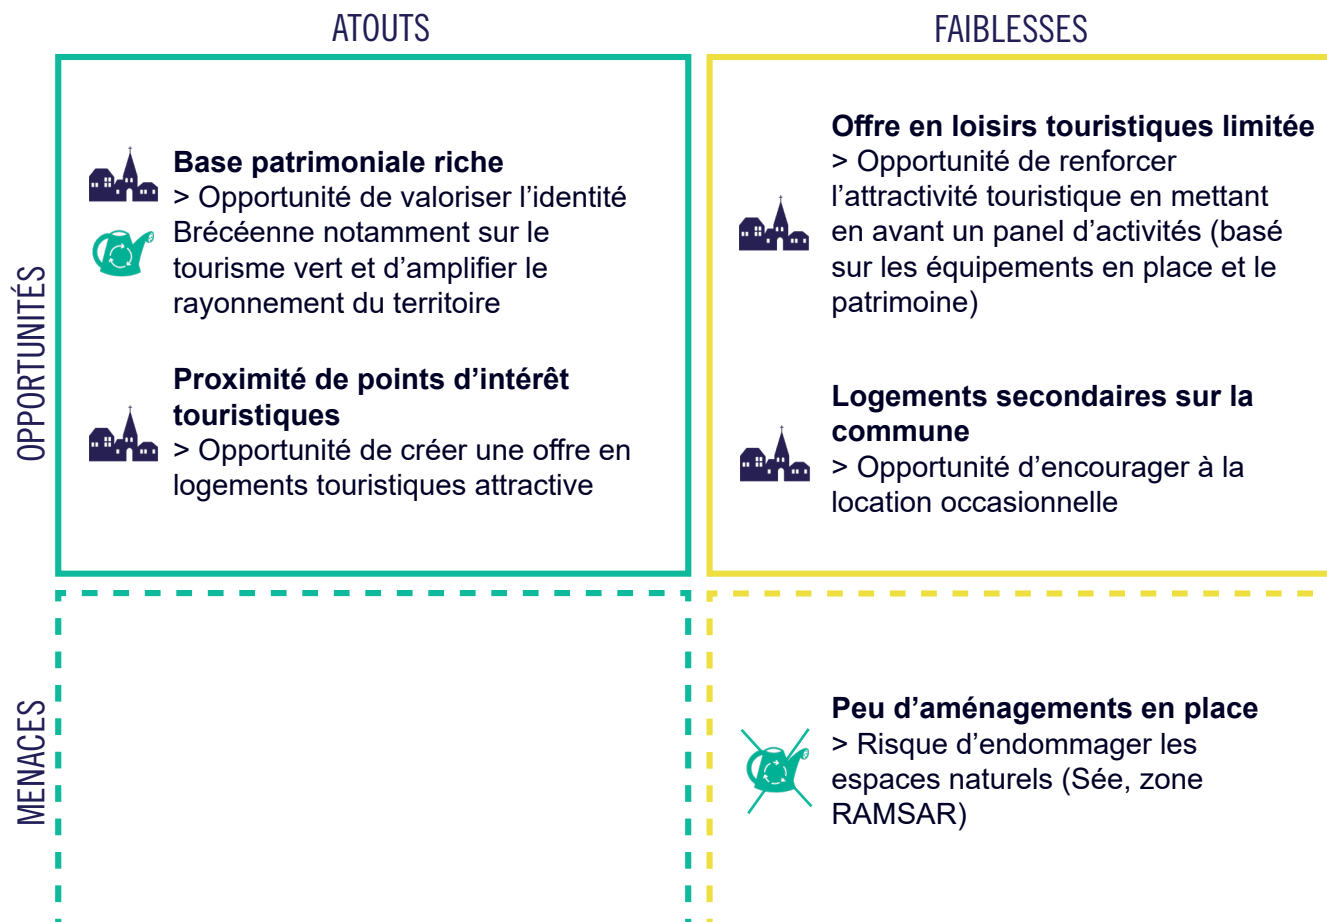 ATOUTS
FAIBLESSES
OPPORTUNITÉS
Base patrimoniale riche
> Opportunité de valoriser l’identité
Brécéenne notamment sur le
tourisme vert et d’amplifier le
rayonnement du territoire
Proximité de points d’intérêt
touristiques
> Opportunité de créer une offre en
logements touristiques attractive
Offre en loisirs touristiques limitée
> Opportunité de renforcer
l’attractivité touristique en mettant
en avant un panel d’activités (basé
sur les équipements en place et le
patrimoine)
Logements secondaires sur la
commune
> Opportunité d’encourager à la
location occasionnelle
MENACES
Peu d’aménagements en place
> Risque d’endommager les
espaces naturels (Sée, zone
RAMSAR)